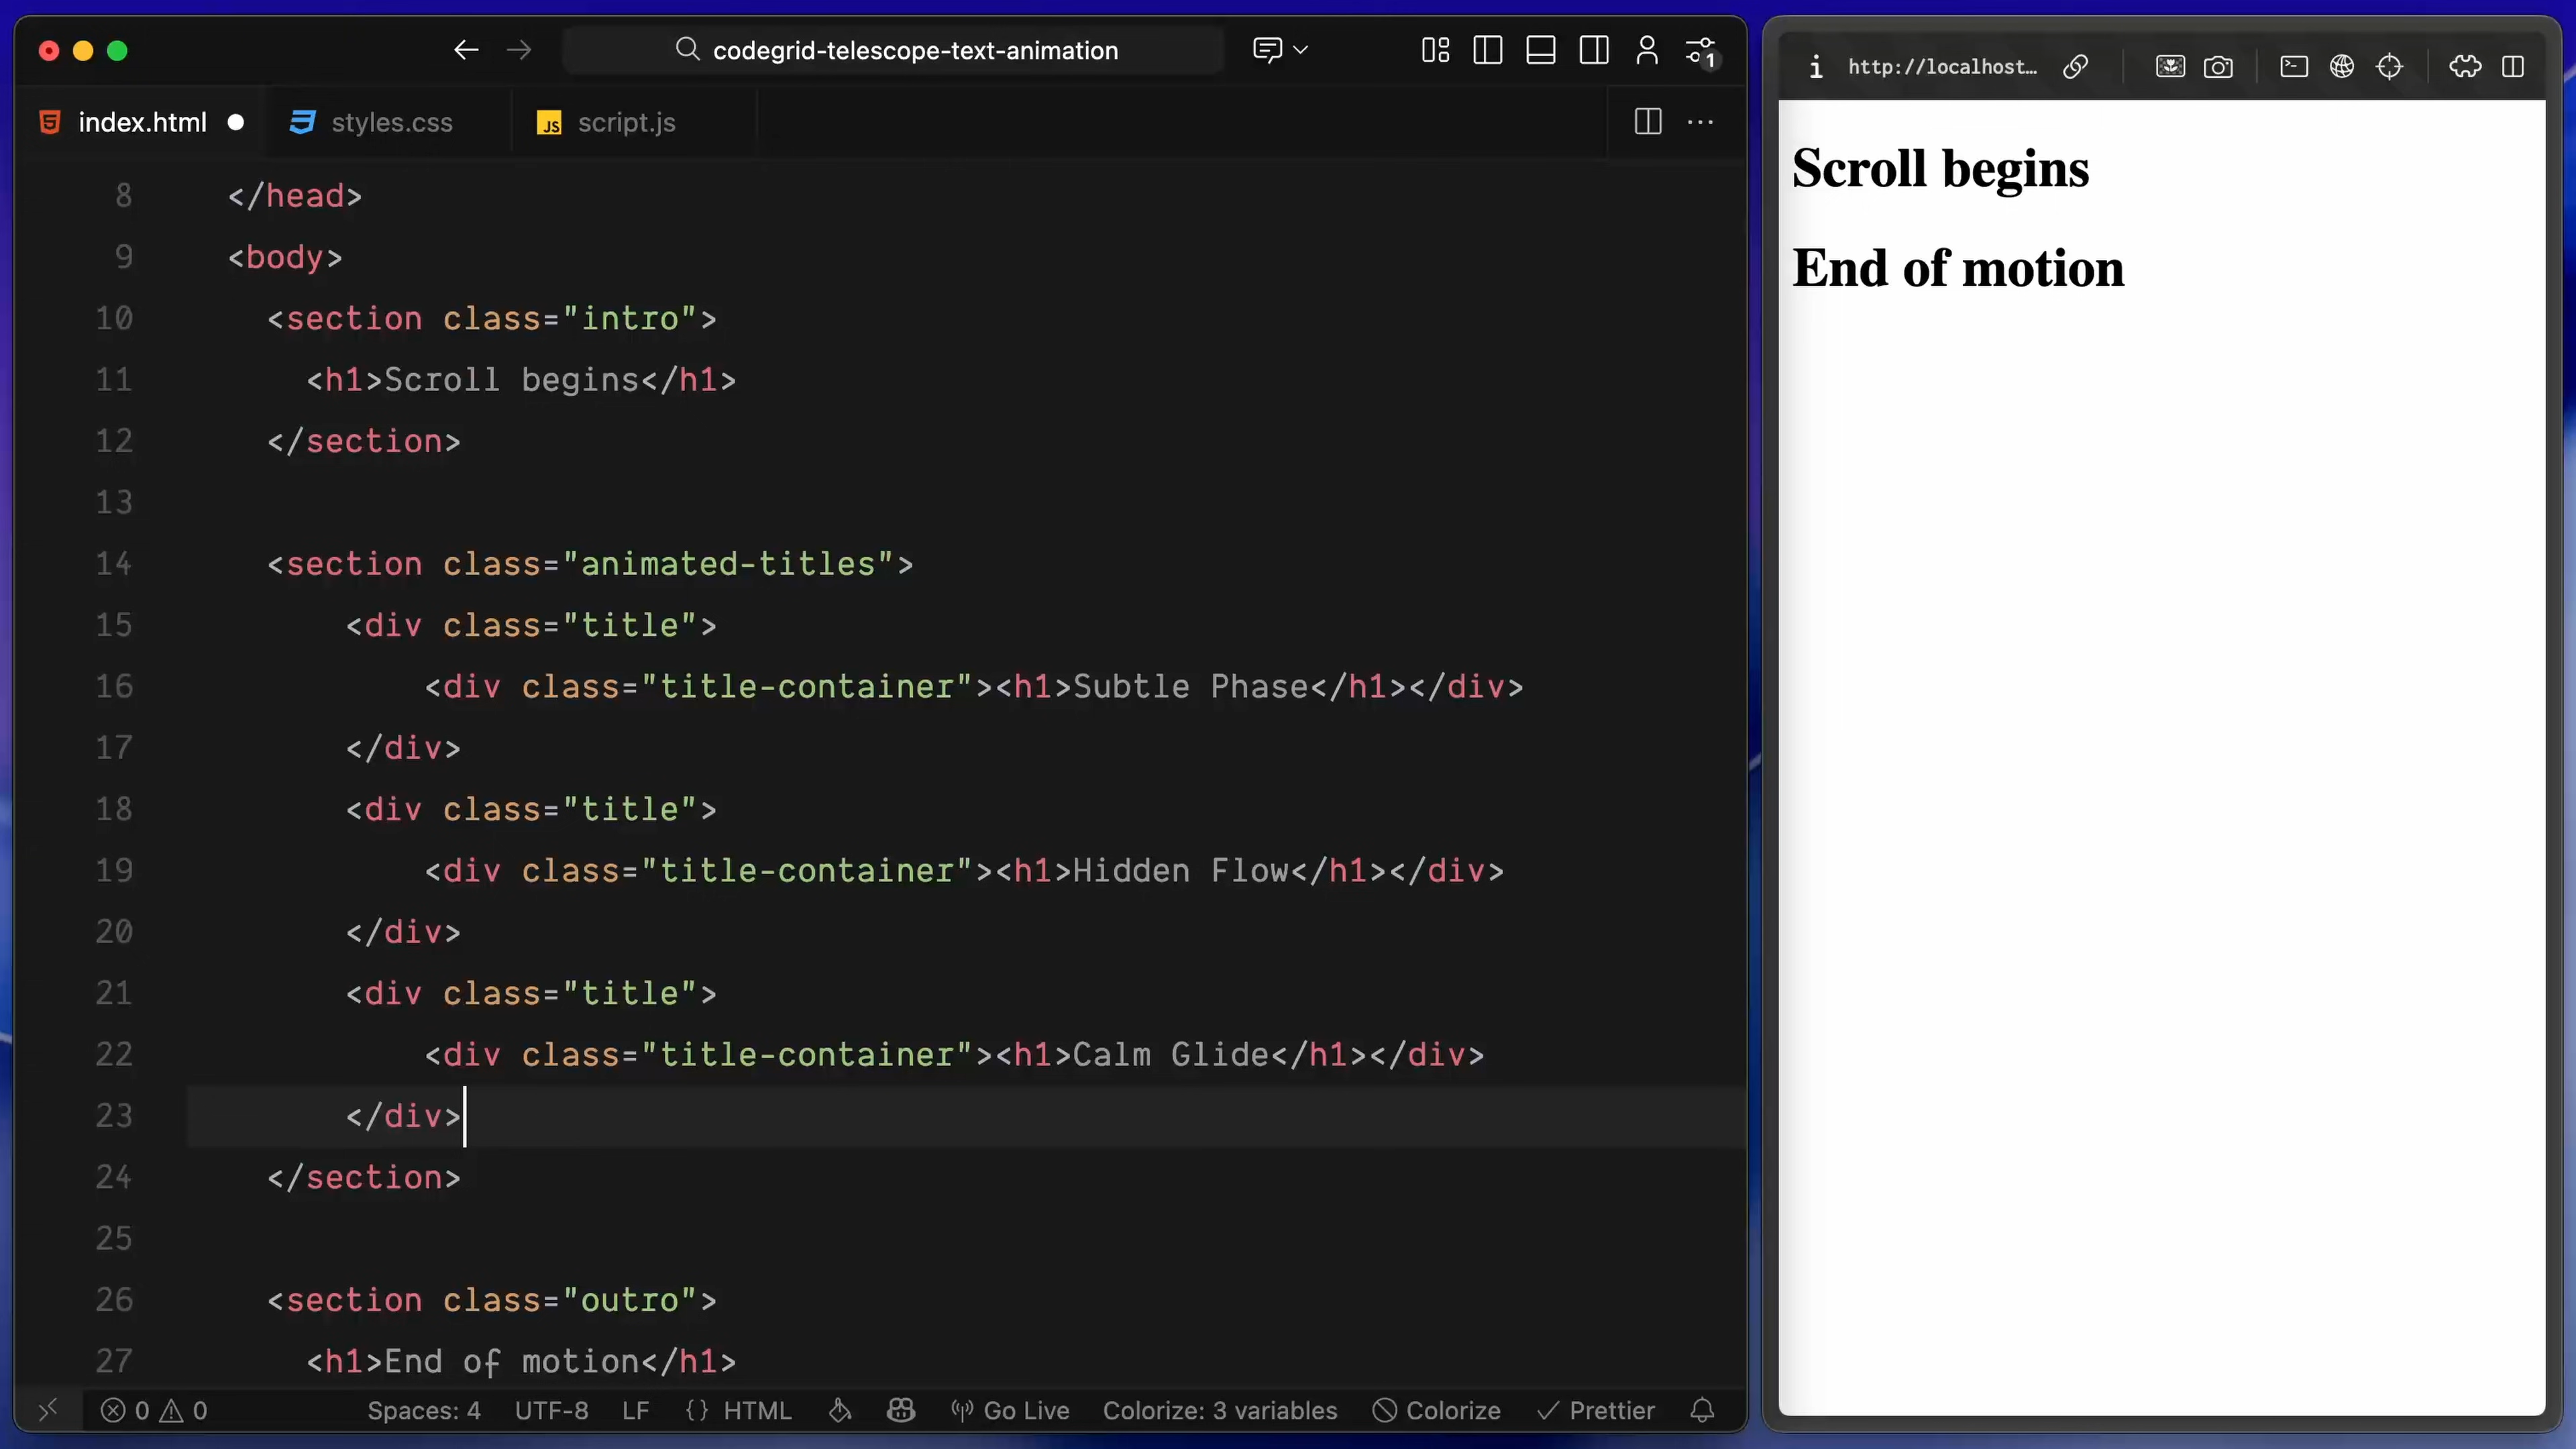 codegrid-telescope-text-animation
1
index.html
styles.css
script.js
8 </head>
9 <body>
10 <section class="intro">
11 <h1>Scroll begins</h1>
12 </section>
13
14 <section class="animated-titles">
15 <div class="title">
16 <div class="title-container"><h1>Subtle Phase</h1></div>
17 </div>
18 <div class="title">
19 <div class="title-container"><h1>Hidden Flow</h1></div>
20 </div>
21 <div class="title">
22 <div class="title-container"><h1>Calm Glide</h1></div>
23 </div>
24 </section>
25
26 <section class="outro">
27 <h1>End of motion</h1>
0 0 Spaces: 4 UTF-8 LF {} HTML Go Live Colorize: 3 variables Colorize Prettier
http://localhost...
Scroll begins
End of motion